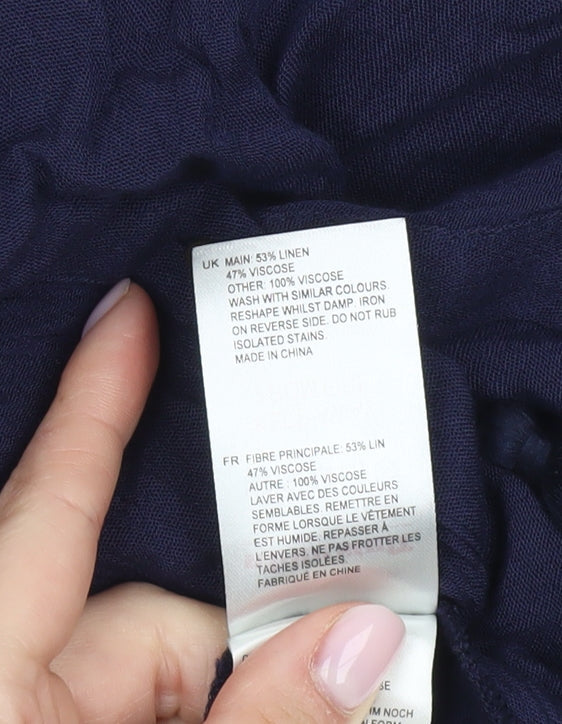 UK MAIN: 53% LINEN
47% VISCOSE
OTHER: 100% VISCOSE
WASH WITH SIMILAR COLOURS
RESHAPE WHILST DAMP. IRON
ON REVERSE SIDE. DO NOT RUB
ISOLATED STAINS.
MADE IN CHINA
FR FIBRE PRINCIPALE: 53% LIN
47% VISCOSE
AUTRE : 100% VISCOSE
LAVER AVEC DES COULEURS
SEMBLABLES. REMETTRE EN
FORME LORSQUE LE VÊTEMENT
EST HUMIDE. REPASSER À
L'ENVERS. NE PAS FROTTER LES
TACHES ISOLÉES.
FABRIQUÉ EN CHINE
NOCH